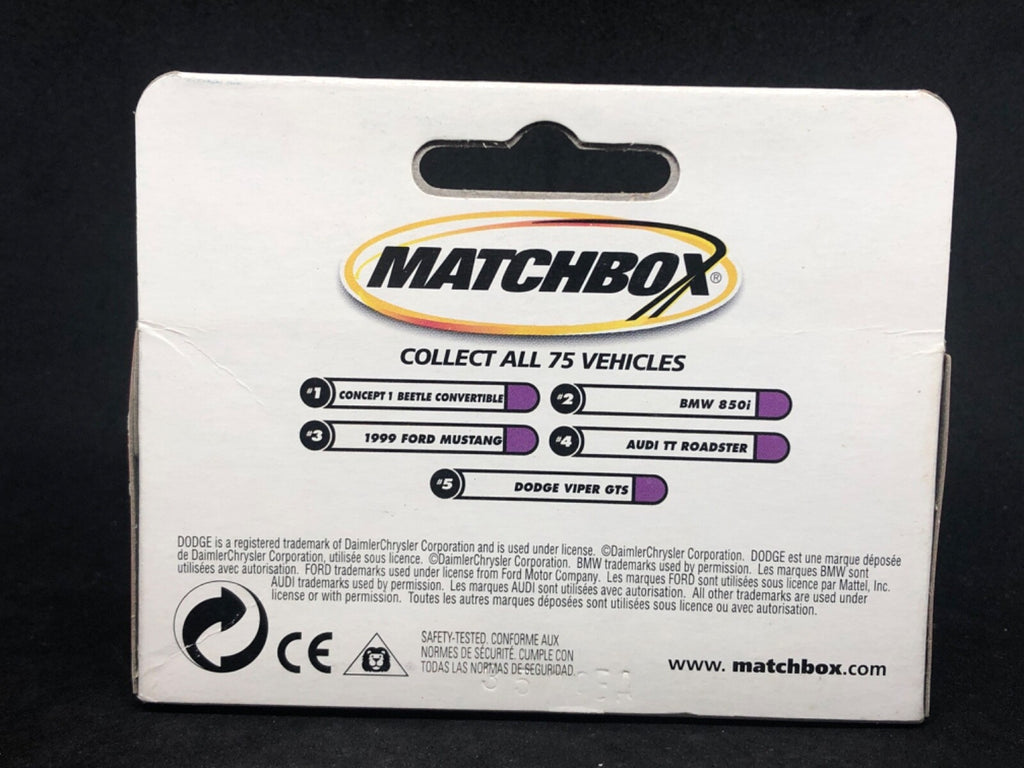 MATCHBOX®
COLLECT ALL 75 VEHICLES
#1 CONCEPT 1 BEETLE CONVERTIBLE
#2 BMW 850i
#3 1999 FORD MUSTANG
#4 AUDI TT ROADSTER
#5 DODGE VIPER GTS
DODGE is a registered trademark of DaimlerChrysler Corporation and is used under license. ©DaimlerChrysler Corporation. DODGE est une marque déposée
de DaimlerChrysler Corporation, utilisée sous licence. ©DaimlerChrysler Corporation. BMW trademarks used by permission. Les marques BMW sont
utilisées avec autorisation. FORD trademarks used under license from Ford Motor Company. Les marques FORD sont utilisées sous licence par Mattel, Inc.
AUDI trademarks used by permission. Les marques AUDI sont utilisées avec autorisation. All other trademarks are used under
license or with permission. Toutes les autres marques déposées sont utilisées sous licence ou avec autorisation.
CE
SAFETY-TESTED. CONFORME AUX
NORMES DE SÉCURITÉ. CUMPLE CON
TODAS LAS NORMAS DE SEGURIDAD.
www.matchbox.com